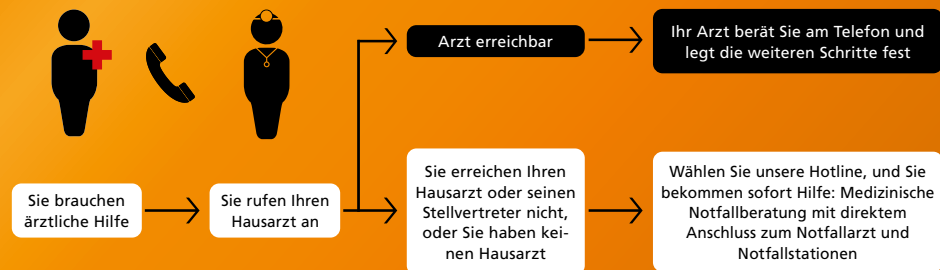 Arzt erreichbar
Ihr Arzt berät Sie am Telefon und
legt die weiteren Schritte fest
Sie brauchen
ärztliche Hilfe
Sie rufen Ihren
Hausarzt an
Sie erreichen Ihren
Hausarzt oder seinen
Stellvertreter nicht,
oder Sie haben kei-
nen Hausarzt
Wählen Sie unsere Hotline, und Sie
bekommen sofort Hilfe: Medizinische
Notfallberatung mit direktem
Anschluss zum Notfallarzt und
Notfallstationen